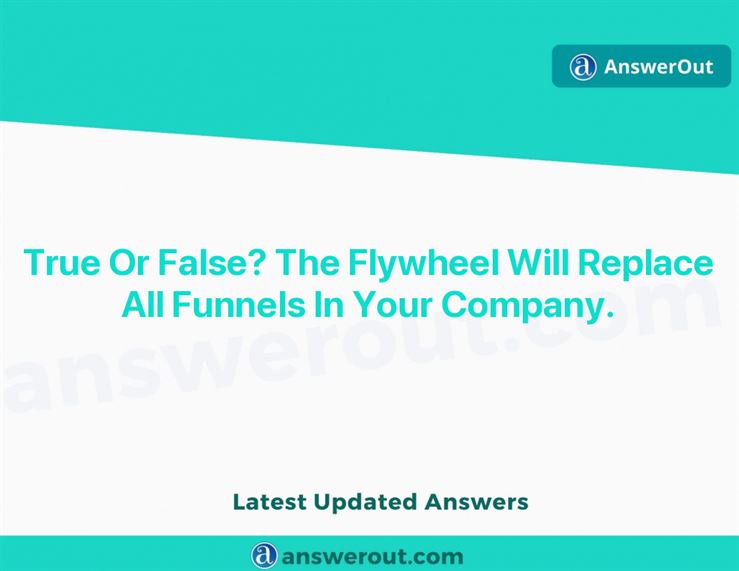 AnswerOut
True Or False? The Flywheel Will Replace
All Funnels In Your Company.
answerout.com
Latest Updated Answers
answerout.com